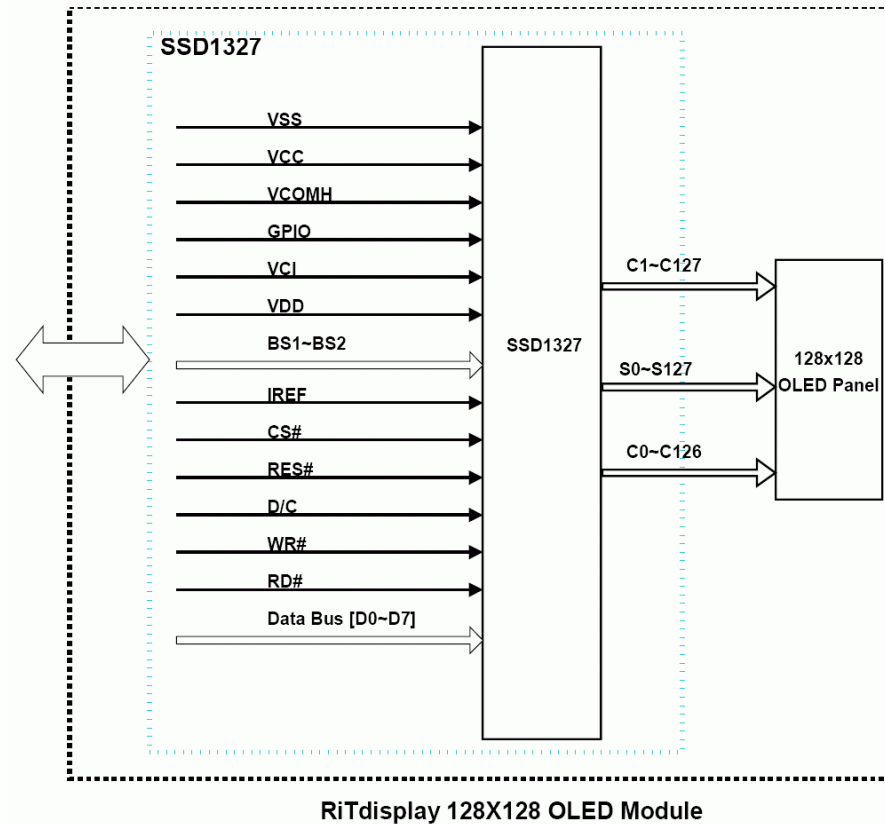 SSD1327
VSS
VCC
VCOMH
GPIO
VCI
VDD
BS1~BS2
IREF
CS#
RES#
D/C
WR#
RD#
Data Bus [D0~D7]
SSD1327
C1~C127
S0~S127
C0~C126
128x128
OLED Panel
RiTdisplay 128X128 OLED Module